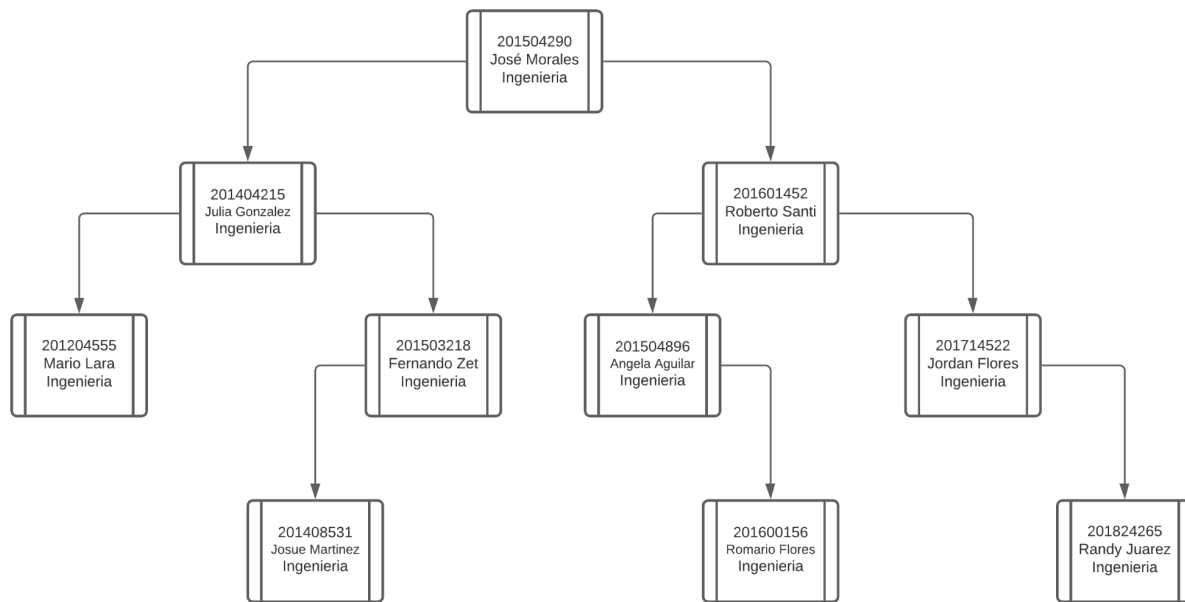 201504290
José Morales
Ingenieria
201404215
Julia Gonzalez
Ingenieria
201601452
Roberto Santi
Ingenieria
201204555
Mario Lara
Ingenieria
201503218
Fernando Zet
Ingenieria
201504896
Angela Aguilar
Ingenieria
201714522
Jordan Flores
Ingenieria
201408531
Josue Martinez
Ingenieria
201600156
Romario Flores
Ingenieria
201824265
Randy Juarez
Ingenieria